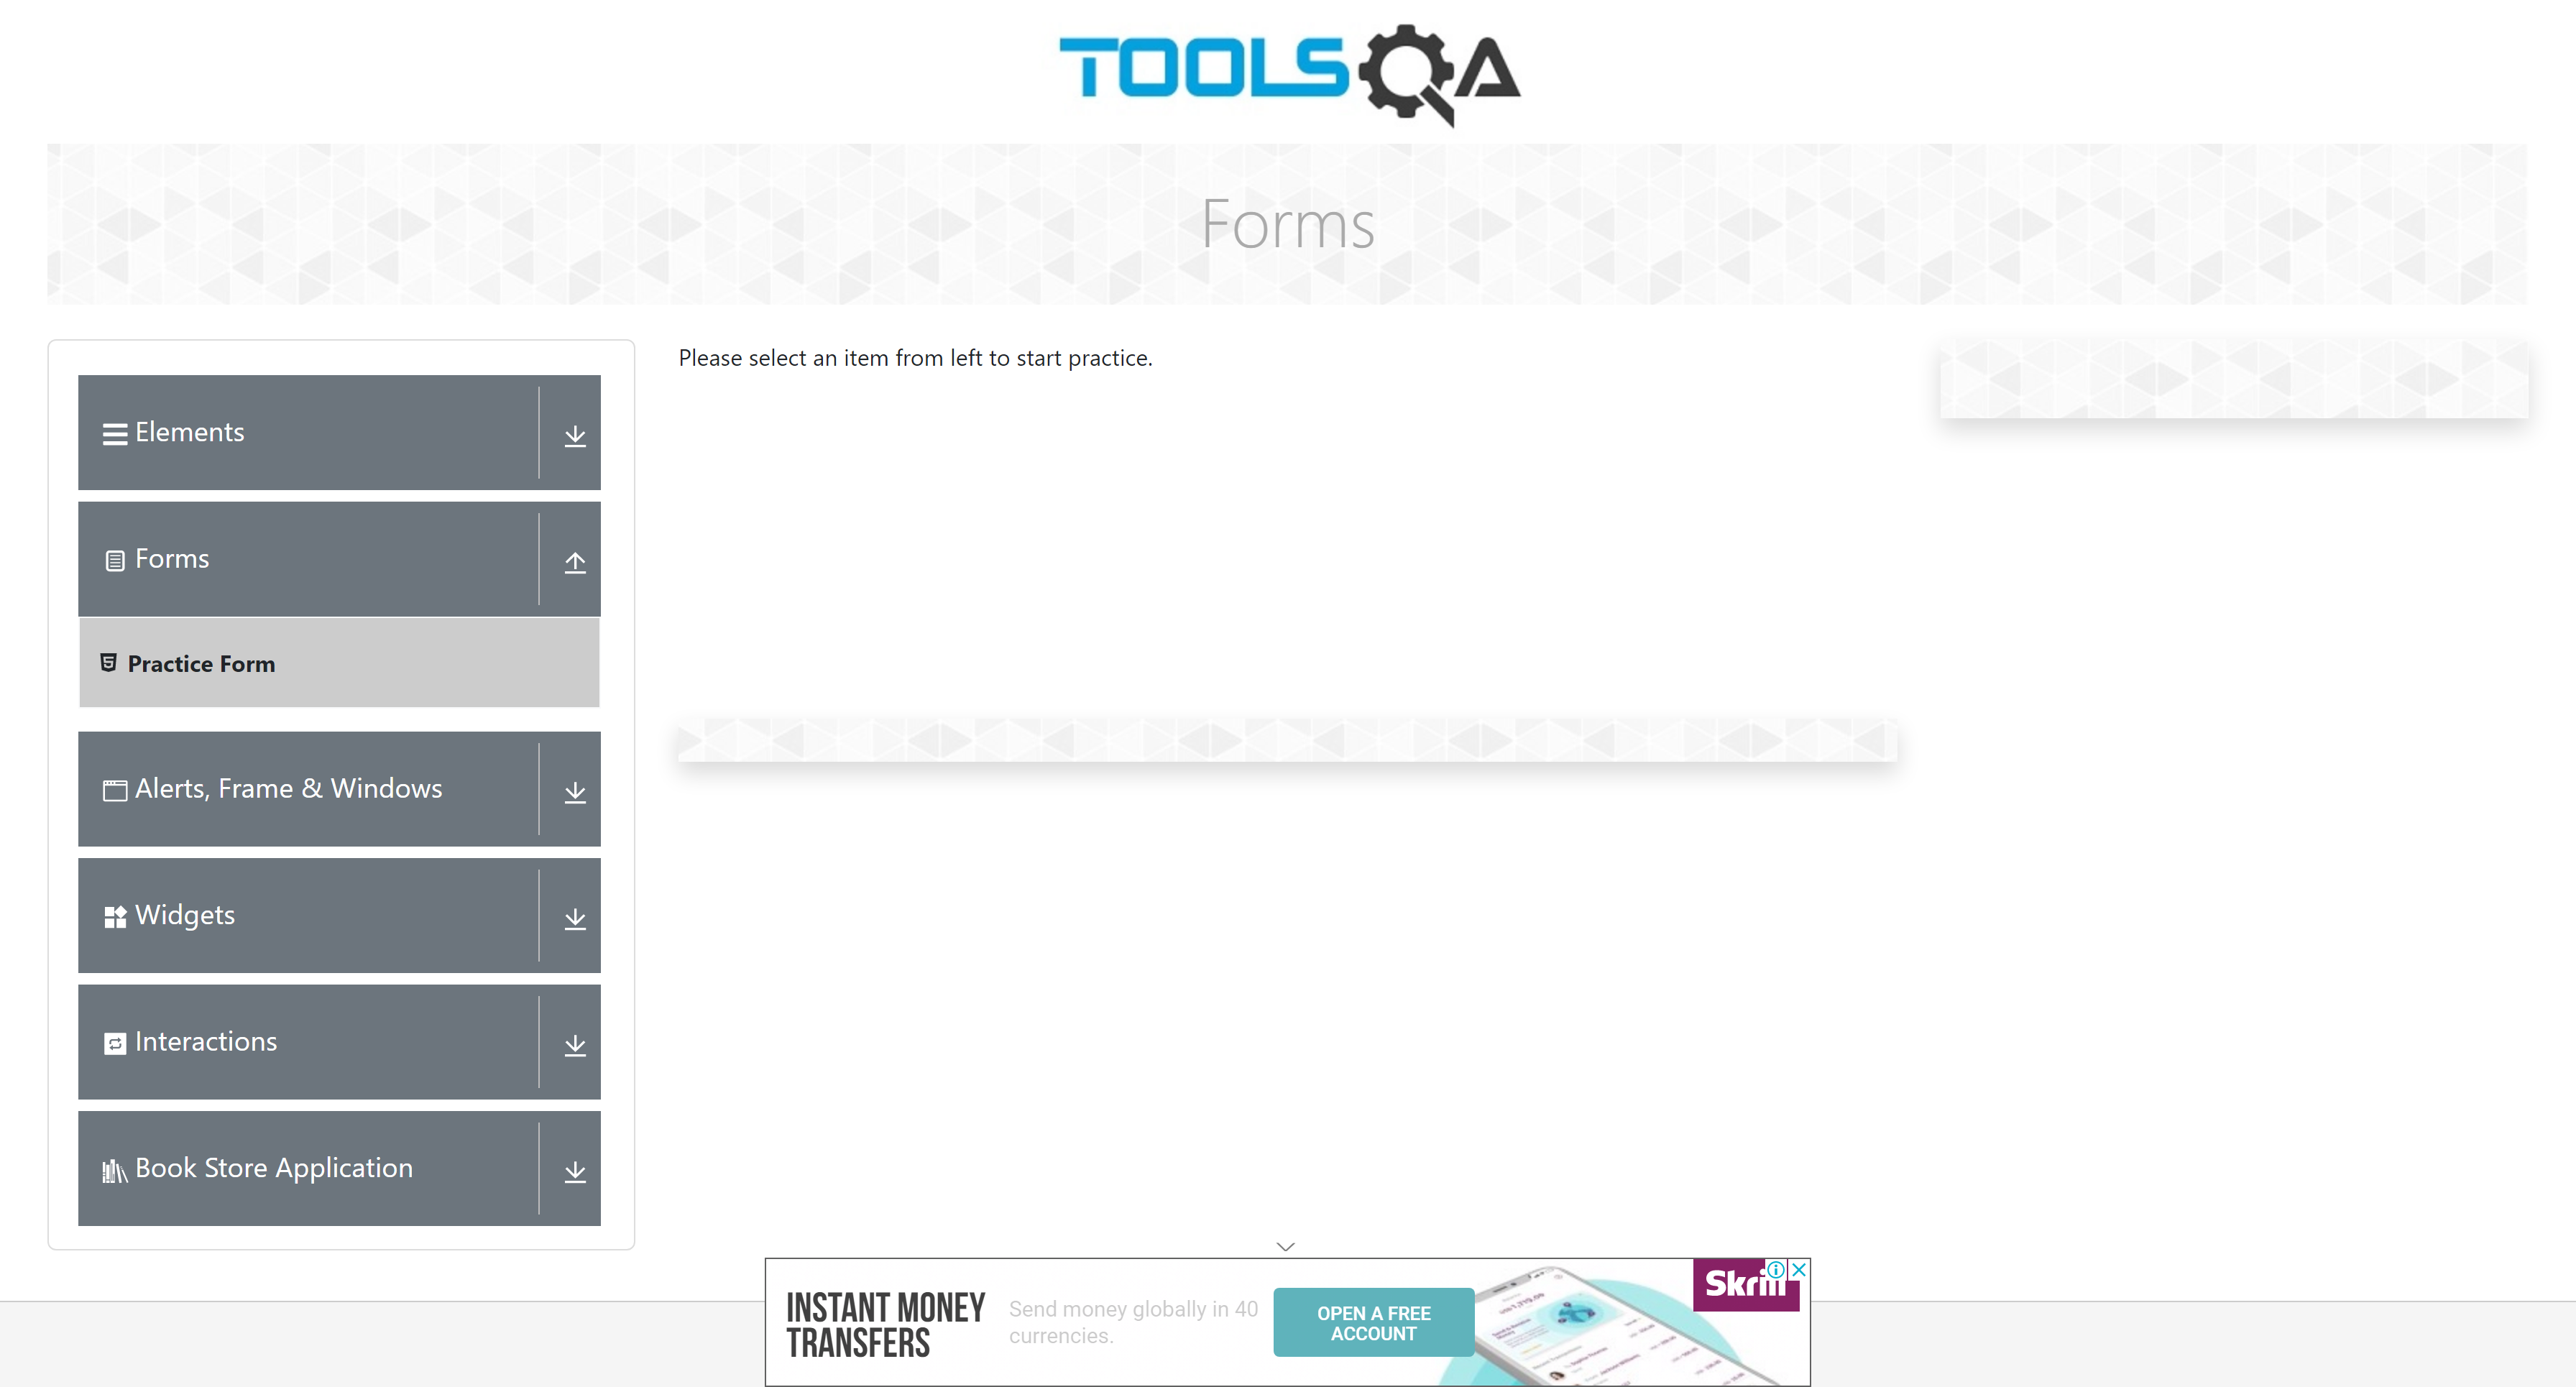 TOOLSQA
Forms
Elements
Forms
Practice Form
Alerts, Frame & Windows
Widgets
Interactions
Book Store Application
Please select an item from left to start practice.
INSTANT MONEY
TRANSFERS
Send money globally in 40
currencies.
OPEN A FREE
ACCOUNT
Skrill